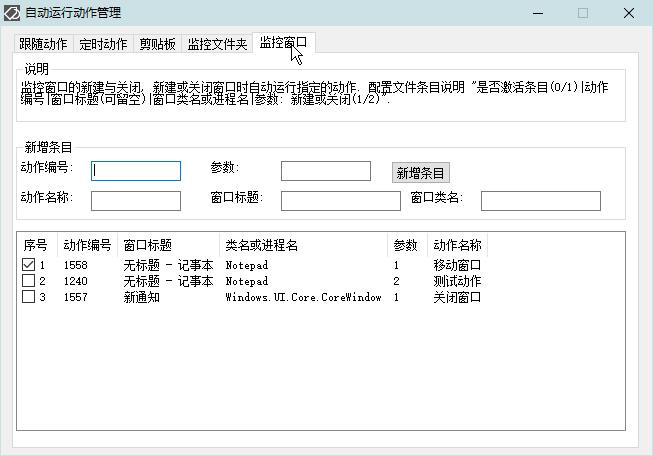 自动运行动作管理
跟随动作 定时动作 剪贴板 监控文件夹 监控窗口
说明
监控窗口的新建与关闭, 新建或关闭窗口时自动运行指定的动作. 配置文件条目说明 "是否激活条目(0/1)|动作
编号|窗口标题(可留空)|窗口类名或进程名|参数: 新建或关闭(1/2)".
新增条目
动作编号: 参数: 新增条目
动作名称: 窗口标题: 窗口类名:
序号 动作编号 窗口标题 类名或进程名 参数 动作名称
1 1558 无标题 - 记事本 Notepad 1 移动窗口
2 1240 无标题 - 记事本 Notepad 2 测试动作
3 1557 新通知 Windows.UI.Core.CoreWindow 1 关闭窗口